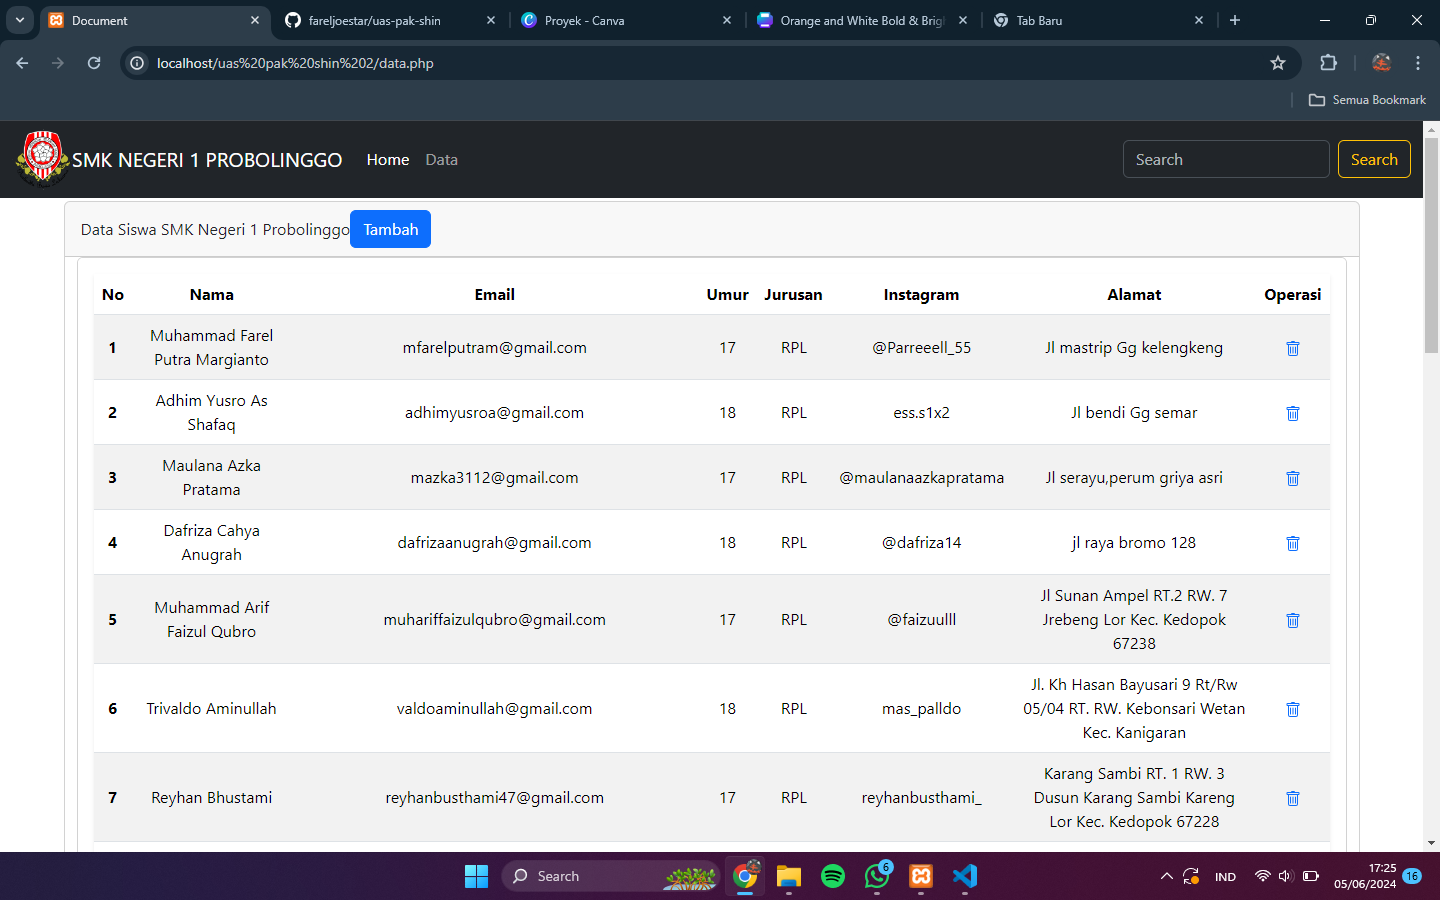 Document
fareljoestar/uas-pak-shin
Proyek - Canva
Orange and White Bold & Brigh
Tab Baru
localhost/uas%20pak%20shin%202/data.php
Semua Bookmark
SMK NEGERI 1 PROBOLINGGO
Home
Data
Search
Search
Data Siswa SMK Negeri 1 Probolinggo
Tambah
No Nama Email Umur Jurusan Instagram Alamat Operasi
1 Muhammad Farel Putra Margianto mfarelputram@gmail.com 17 RPL @Parreeell_55 Jl mastrip Gg kelengkeng
2 Adhim Yusro As Shafaq adhimyusroa@gmail.com 18 RPL ess.s1x2 Jl bendi Gg semar
3 Maulana Azka Pratama mazka3112@gmail.com 17 RPL @maulanaazkapratama Jl serayu,perum griya asri
4 Dafriza Cahya Anugrah dafrizaanugrah@gmail.com 18 RPL @dafriza14 jl raya bromo 128
5 Muhammad Arif Faizul Qubro muhariffaizulqubro@gmail.com 17 RPL @faizuulll Jl Sunan Ampel RT.2 RW. 7 Jrebeng Lor Kec. Kedopok 67238
6 Trivaldo Aminullah valdoaminullah@gmail.com 18 RPL mas_palldo Jl. Kh Hasan Bayusari 9 Rt/Rw 05/04 RT. RW. Kebonsari Wetan Kec. Kanigaran
7 Reyhan Bhustami reyhanbusthami47@gmail.com 17 RPL reyhanbusthami_ Karang Sambi RT. 1 RW. 3 Dusun Karang Sambi Kareng Lor Kec. Kedopok 67228
Search
6
IND
17:25
05/06/2024
16